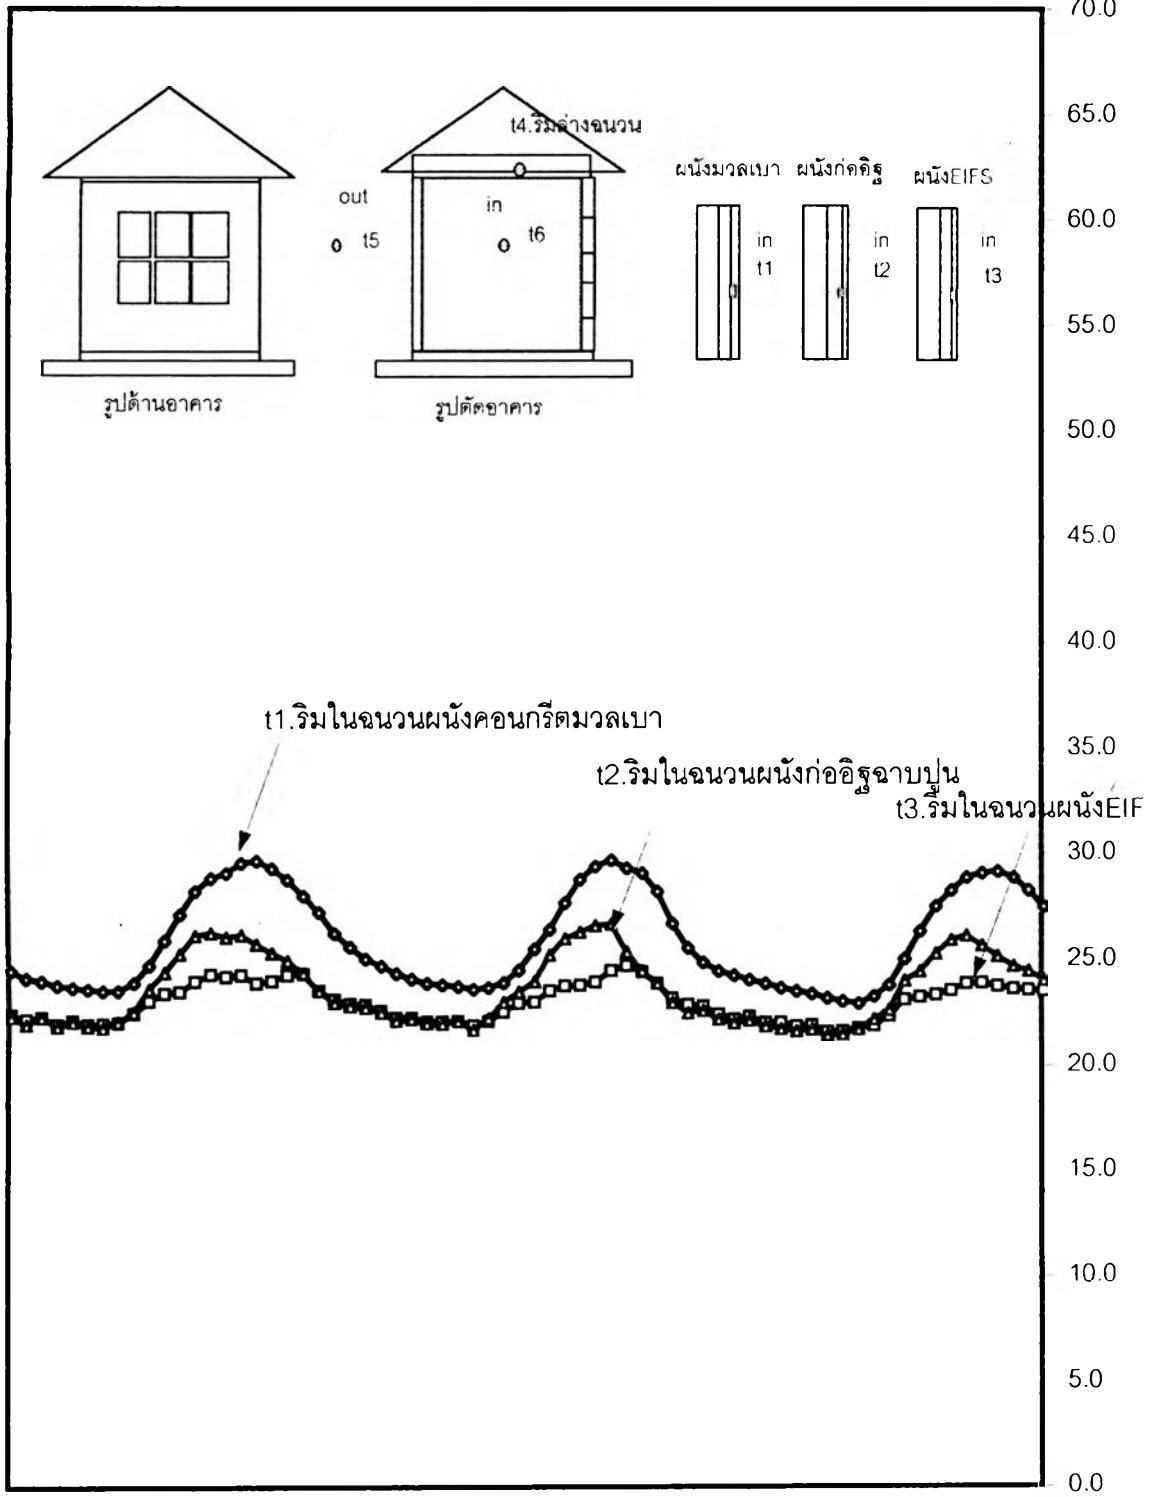 70.0
65.0
60.0
55.0
50.0
45.0
40.0
35.0
30.0
25.0
20.0
15.0
10.0
5.0
0.0
t4.ริมล่างฉนวน
out
t5
in
t6
รูปด้านอาคาร
รูปตัดอาคาร
ผนังมวลเบา
in
t1
ผนังก่ออิฐ
in
t2
ผนังEIFS
in
t3
t1.ริมในฉนวนผนังคอนกรีตมวลเบา
t2.ริมในฉนวนผนังก่ออิฐฉาบปูน
t3.ริมในฉนวนผนังEIF